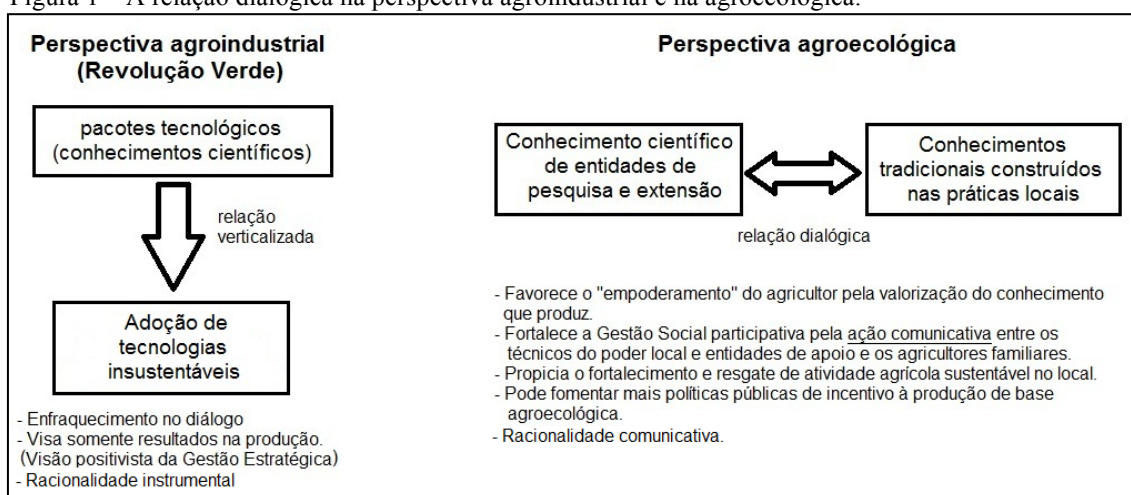 Figura 1 – A relação dialógica na perspectiva agroindustrial e na agroecológica.
Perspectiva agroindustrial
(Revolução Verde)
pacotes tecnológicos
(conhecimentos científicos)
relação
verticalizada
Adoção de
tecnologias
insustentáveis
- Enfraquecimento no diálogo
- Visa somente resultados na produção.
(Visão positivista da Gestão Estratégica)
- Racionalidade instrumental
Perspectiva agroecológica
Conhecimento científico
de entidades de
pesquisa e extensão
Conhecimentos
tradicionais construídos
nas práticas locais
relação dialógica
- Favorece o "empoderamento" do agricultor pela valorização do conhecimento
que produz.
- Fortalece a Gestão Social participativa pela ação comunicativa entre os
técnicos do poder local e entidades de apoio e os agricultores familiares.
- Propicia o fortalecimento e resgate de atividade agrícola sustentável no local.
- Pode fomentar mais políticas públicas de incentivo à produção de base
agroecológica.
- Racionalidade comunicativa.